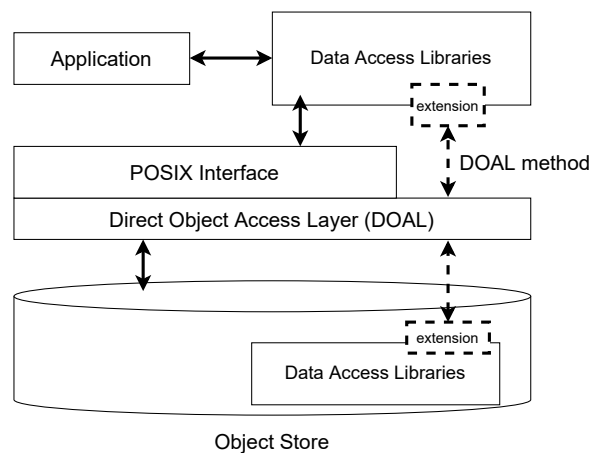 Application
Data Access Libraries
extension
DOAL method
POSIX Interface
Direct Object Access Layer (DOAL)
extension
Data Access Libraries
Object Store